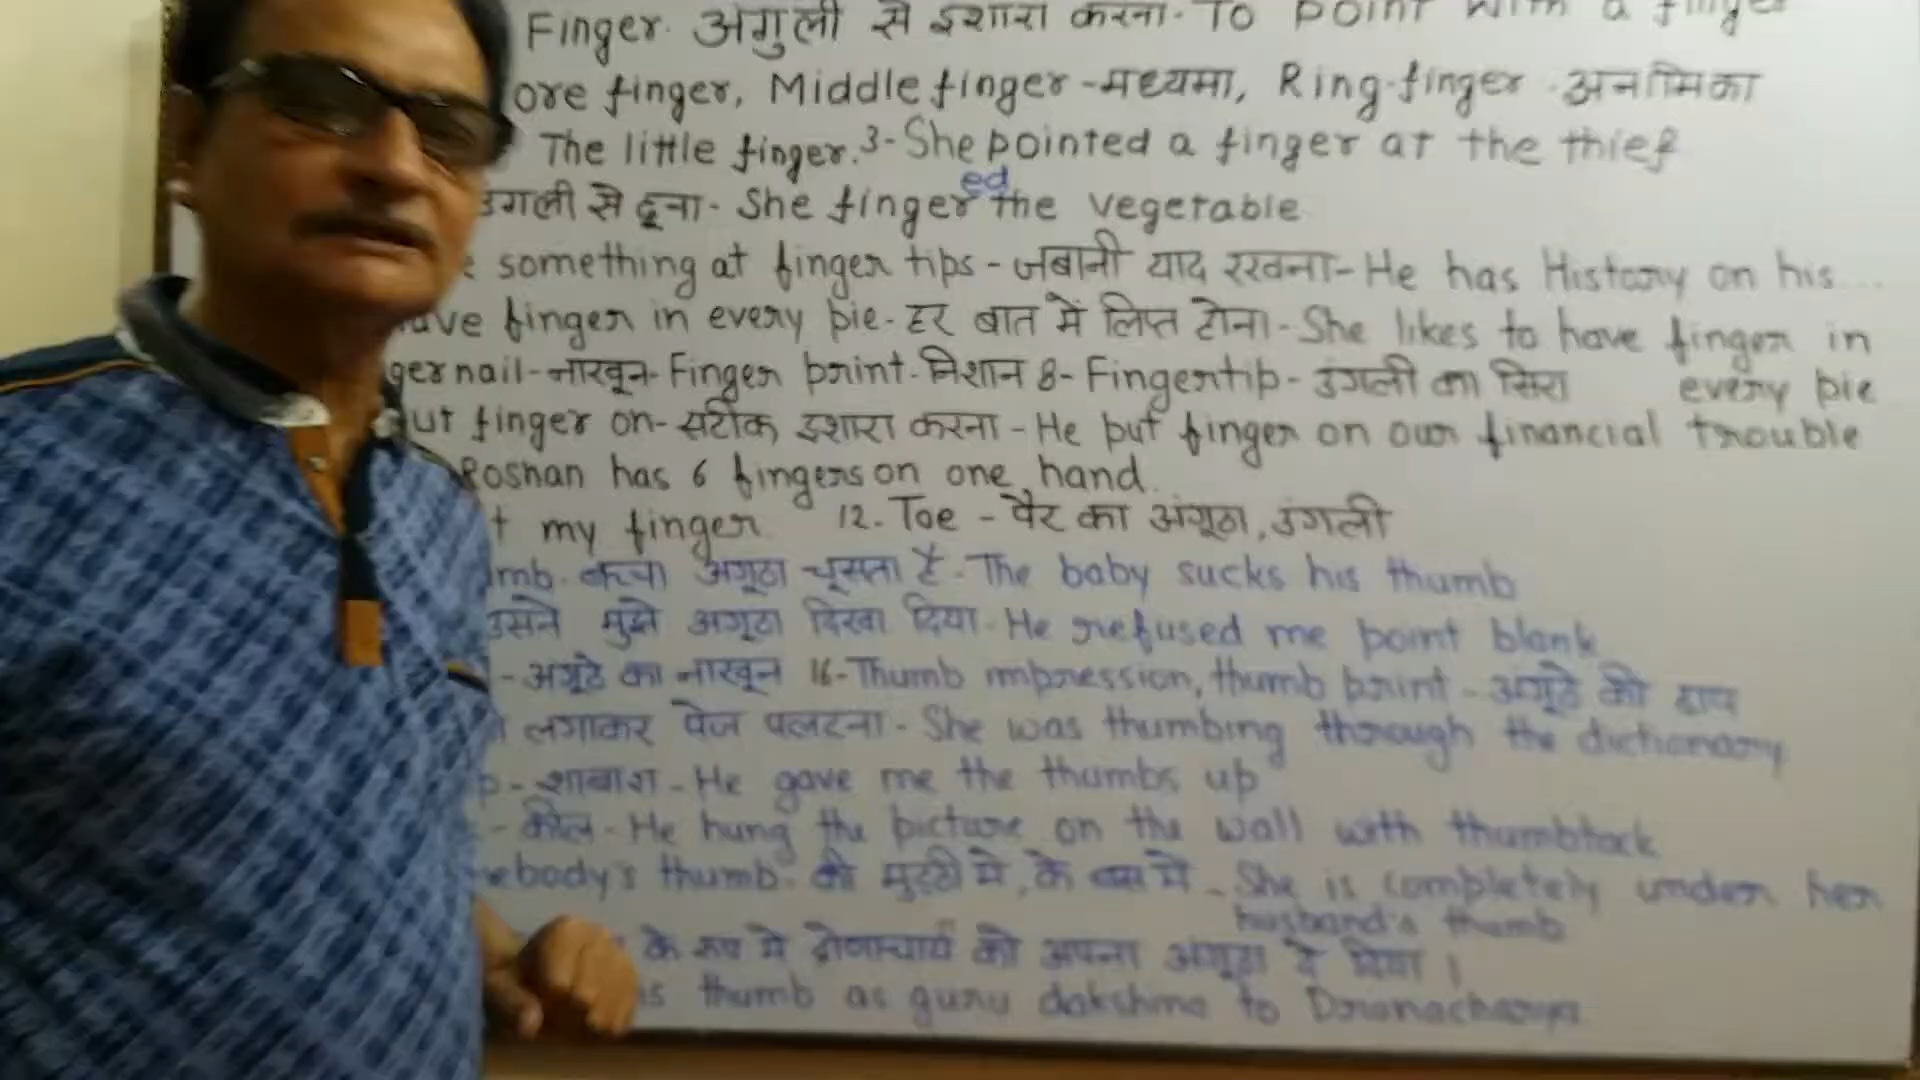 Finger. अंगुली से इशारा करना. To point with a finger
ore finger, Middle finger - मध्यमा, Ring-finger - अनामिका
The little finger. 3- She pointed a finger at the thief
उंगली से छूना - She fingered the vegetable
something at finger tips - जबानी याद रखना - He has History on his...
ave finger in every pie - हर बात में लिप्त होना - She likes to have finger in every pie
ger nail - नाखून - Finger print - निशान 8- Fingertip - उंगली का सिरा
ut finger on - सटीक इशारा करना - He put finger on our financial trouble
Roshan has 6 fingers on one hand.
t my finger 12. Toe - पैर का अंगूठा, उंगली
mb. बच्चा अंगूठा चूसता है - The baby sucks his thumb
उसने मुझे अगूठा दिखा दिया - He refused me point blank
- अगूठे का नाखून 16- Thumb impression, thumb print - अगूठे की छाप
लगाकर पेज पलटना - She was thumbing through the dictionary
p - शाबाश - He gave me the thumbs up
- कील - He hung the picture on the wall with thumbtack
ebody's thumb - की मुट्ठी मे, के बस मे - She is completely under her husband's thumb
के रूप मे द्रोणाचार्य को अपना अंगूठा दे दिया।
is thumb as guru dakshina to Dronacharya